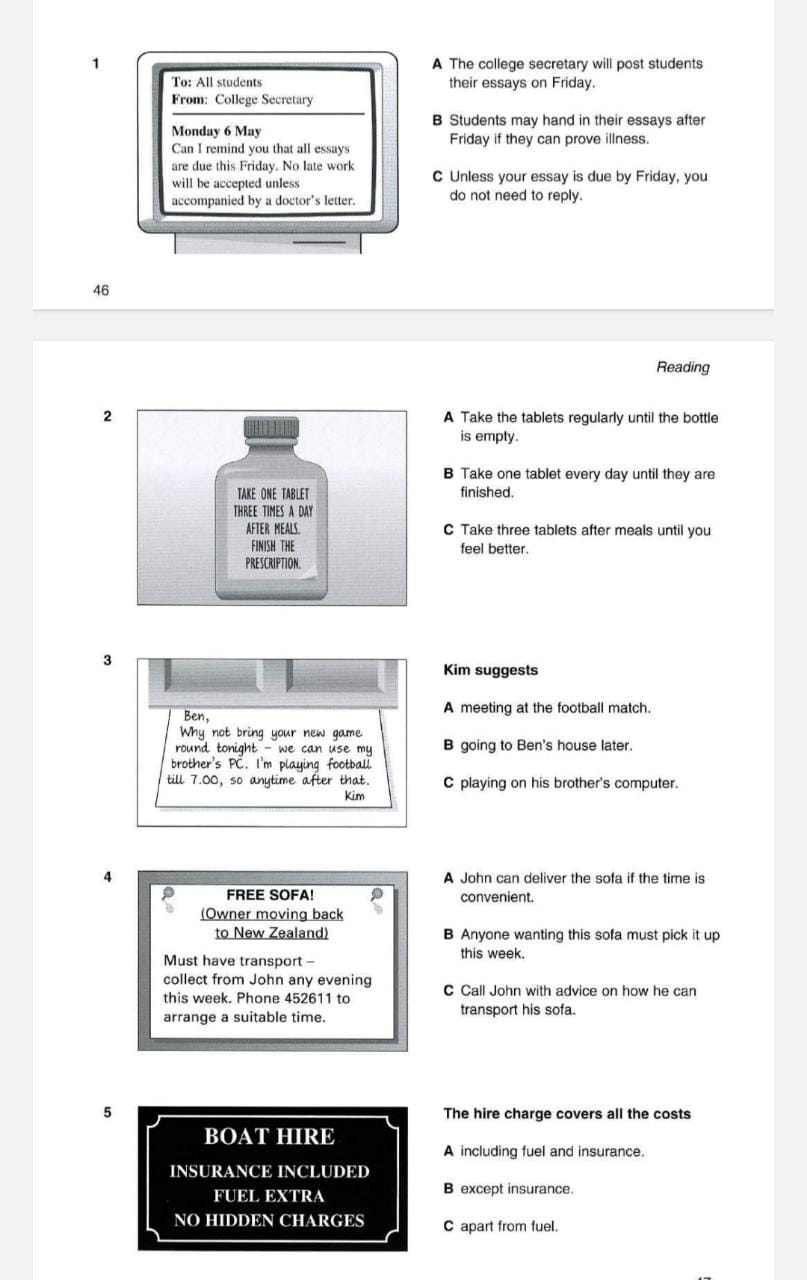 1
To: All students
From: College Secretary
Monday 6 May
Can I remind you that all essays
are due this Friday. No late work
will be accepted unless
accompanied by a doctor's letter.
A The college secretary will post students
their essays on Friday.
B Students may hand in their essays after
Friday if they can prove illness.
C Unless your essay is due by Friday, you
do not need to reply.
46
Reading
2
TAKE ONE TABLET
THREE TIMES A DAY
AFTER MEALS.
FINISH THE
PRESCRIPTION.
A Take the tablets regularly until the bottle
is empty.
B Take one tablet every day until they are
finished.
C Take three tablets after meals until you
feel better.
3
Ben,
Why not bring your new game
round tonight – we can use my
brother's PC. I'm playing football
till 7.00, so anytime after that.
Kim
Kim suggests
A meeting at the football match.
B going to Ben's house later.
C playing on his brother's computer.
4
FREE SOFA!
(Owner moving back
to New Zealand)
Must have transport –
collect from John any evening
this week. Phone 452611 to
arrange a suitable time.
A John can deliver the sofa if the time is
convenient.
B Anyone wanting this sofa must pick it up
this week.
C Call John with advice on how he can
transport his sofa.
5
BOAT HIRE
INSURANCE INCLUDED
FUEL EXTRA
NO HIDDEN CHARGES
The hire charge covers all the costs
A including fuel and insurance.
B except insurance.
C apart from fuel.